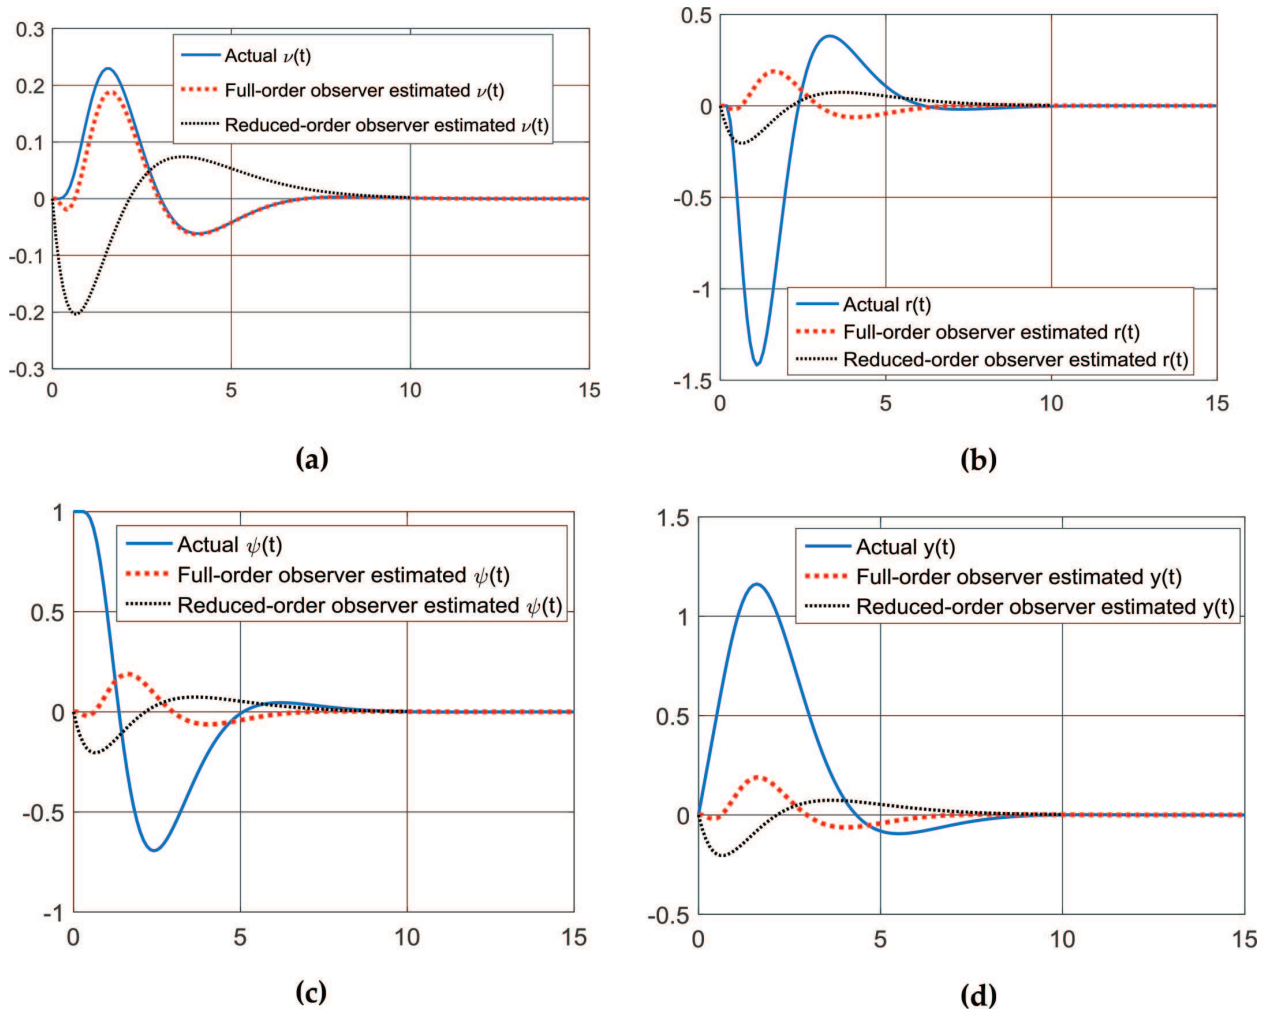 0.3
0.2
0.1
0
-0.1
-0.2
-0.3
0 5 10 15
Actual ν(t)
Full-order observer estimated ν(t)
Reduced-order observer estimated ν(t)
(a)
0.5
0
-0.5
-1
-1.5
0 5 10 15
Actual r(t)
Full-order observer estimated r(t)
Reduced-order observer estimated r(t)
(b)
1
0.5
0
-0.5
-1
0 5 10 15
Actual ψ(t)
Full-order observer estimated ψ(t)
Reduced-order observer estimated ψ(t)
(c)
1.5
1
0.5
0
-0.5
0 5 10 15
Actual y(t)
Full-order observer estimated y(t)
Reduced-order observer estimated y(t)
(d)